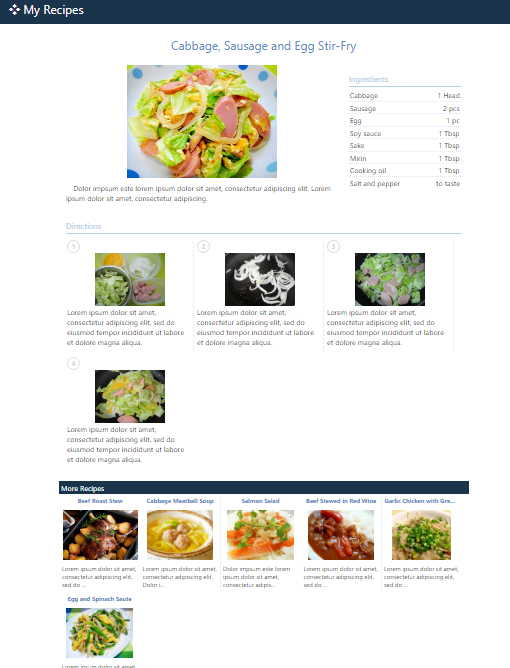 My Recipes
Cabbage, Sausage and Egg Stir-Fry
Dolor impsum este lorem ipsum dolor sit amet, consectetur adipiscing elit. Lorem
ipsum dolor sit amet, consectetur adipiscing.
Ingredients
Cabbage 1 Head
Sausage 2 pcs
Egg 1 pc
Soy sauce 1 Tbsp
Sake 1 Tbsp
Mirin 1 Tbsp
Cooking oil 1 Tbsp
Salt and pepper to taste
Directions
1
Lorem ipsum dolor sit amet,
consectetur adipiscing elit, sed do
eiusmod tempor incididunt ut labore
et dolore magna aliqua.
2
Lorem ipsum dolor sit amet,
consectetur adipiscing elit, sed do
eiusmod tempor incididunt ut labore
et dolore magna aliqua.
3
Lorem ipsum dolor sit amet,
consectetur adipiscing elit, sed do
eiusmod tempor incididunt ut labore
et dolore magna aliqua.
4
Lorem ipsum dolor sit amet,
consectetur adipiscing elit, sed do
eiusmod tempor incididunt ut labore
et dolore magna aliqua.
More Recipes
Beef Roast Stew
Lorem ipsum dolor sit amet,
consectetur adipiscing elit,
sed do ...
Cabbage Meatball Soup
Lorem ipsum dolor sit amet,
consectetur adipiscing elit.
Dolor i...
Salmon Salad
Dolor impsum este lorem
ipsum dolor sit amet,
consectetur adipis...
Beef Stewed in Red Wine
Lorem ipsum dolor sit amet,
consectetur adipiscing elit,
sed do ...
Garlic Chicken with Gre...
Lorem ipsum dolor sit amet,
consectetur adipiscing elit,
sed do ...
Egg and Spinach Saute
Lorem ipsum dolor sit amet,